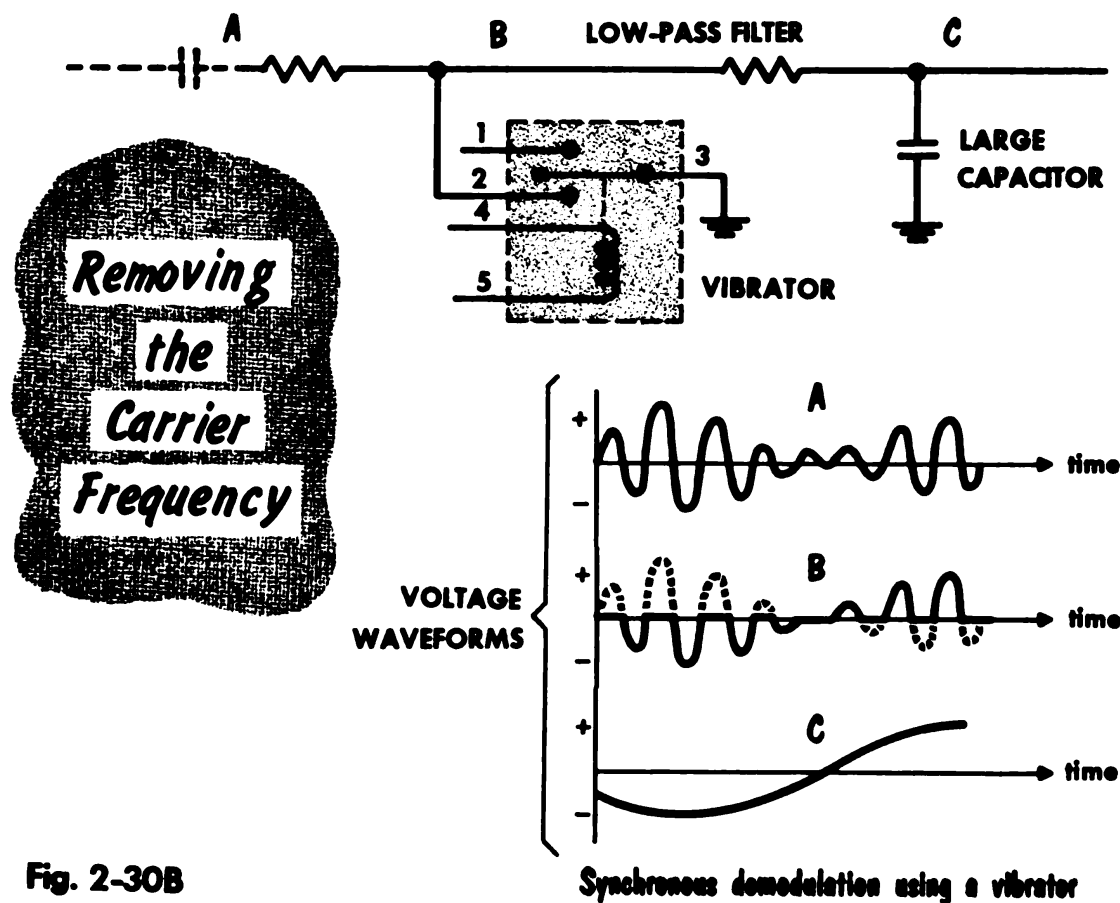 A
B
LOW-PASS FILTER
C
1
2
3
4
5
LARGE
CAPACITOR
VIBRATOR
Removing
the
Carrier
Frequency
VOLTAGE
WAVEFORMS
+
A
time
−
+
B
time
−
+
C
time
−
Fig. 2-30B
Synchronous demodulation using a vibrator